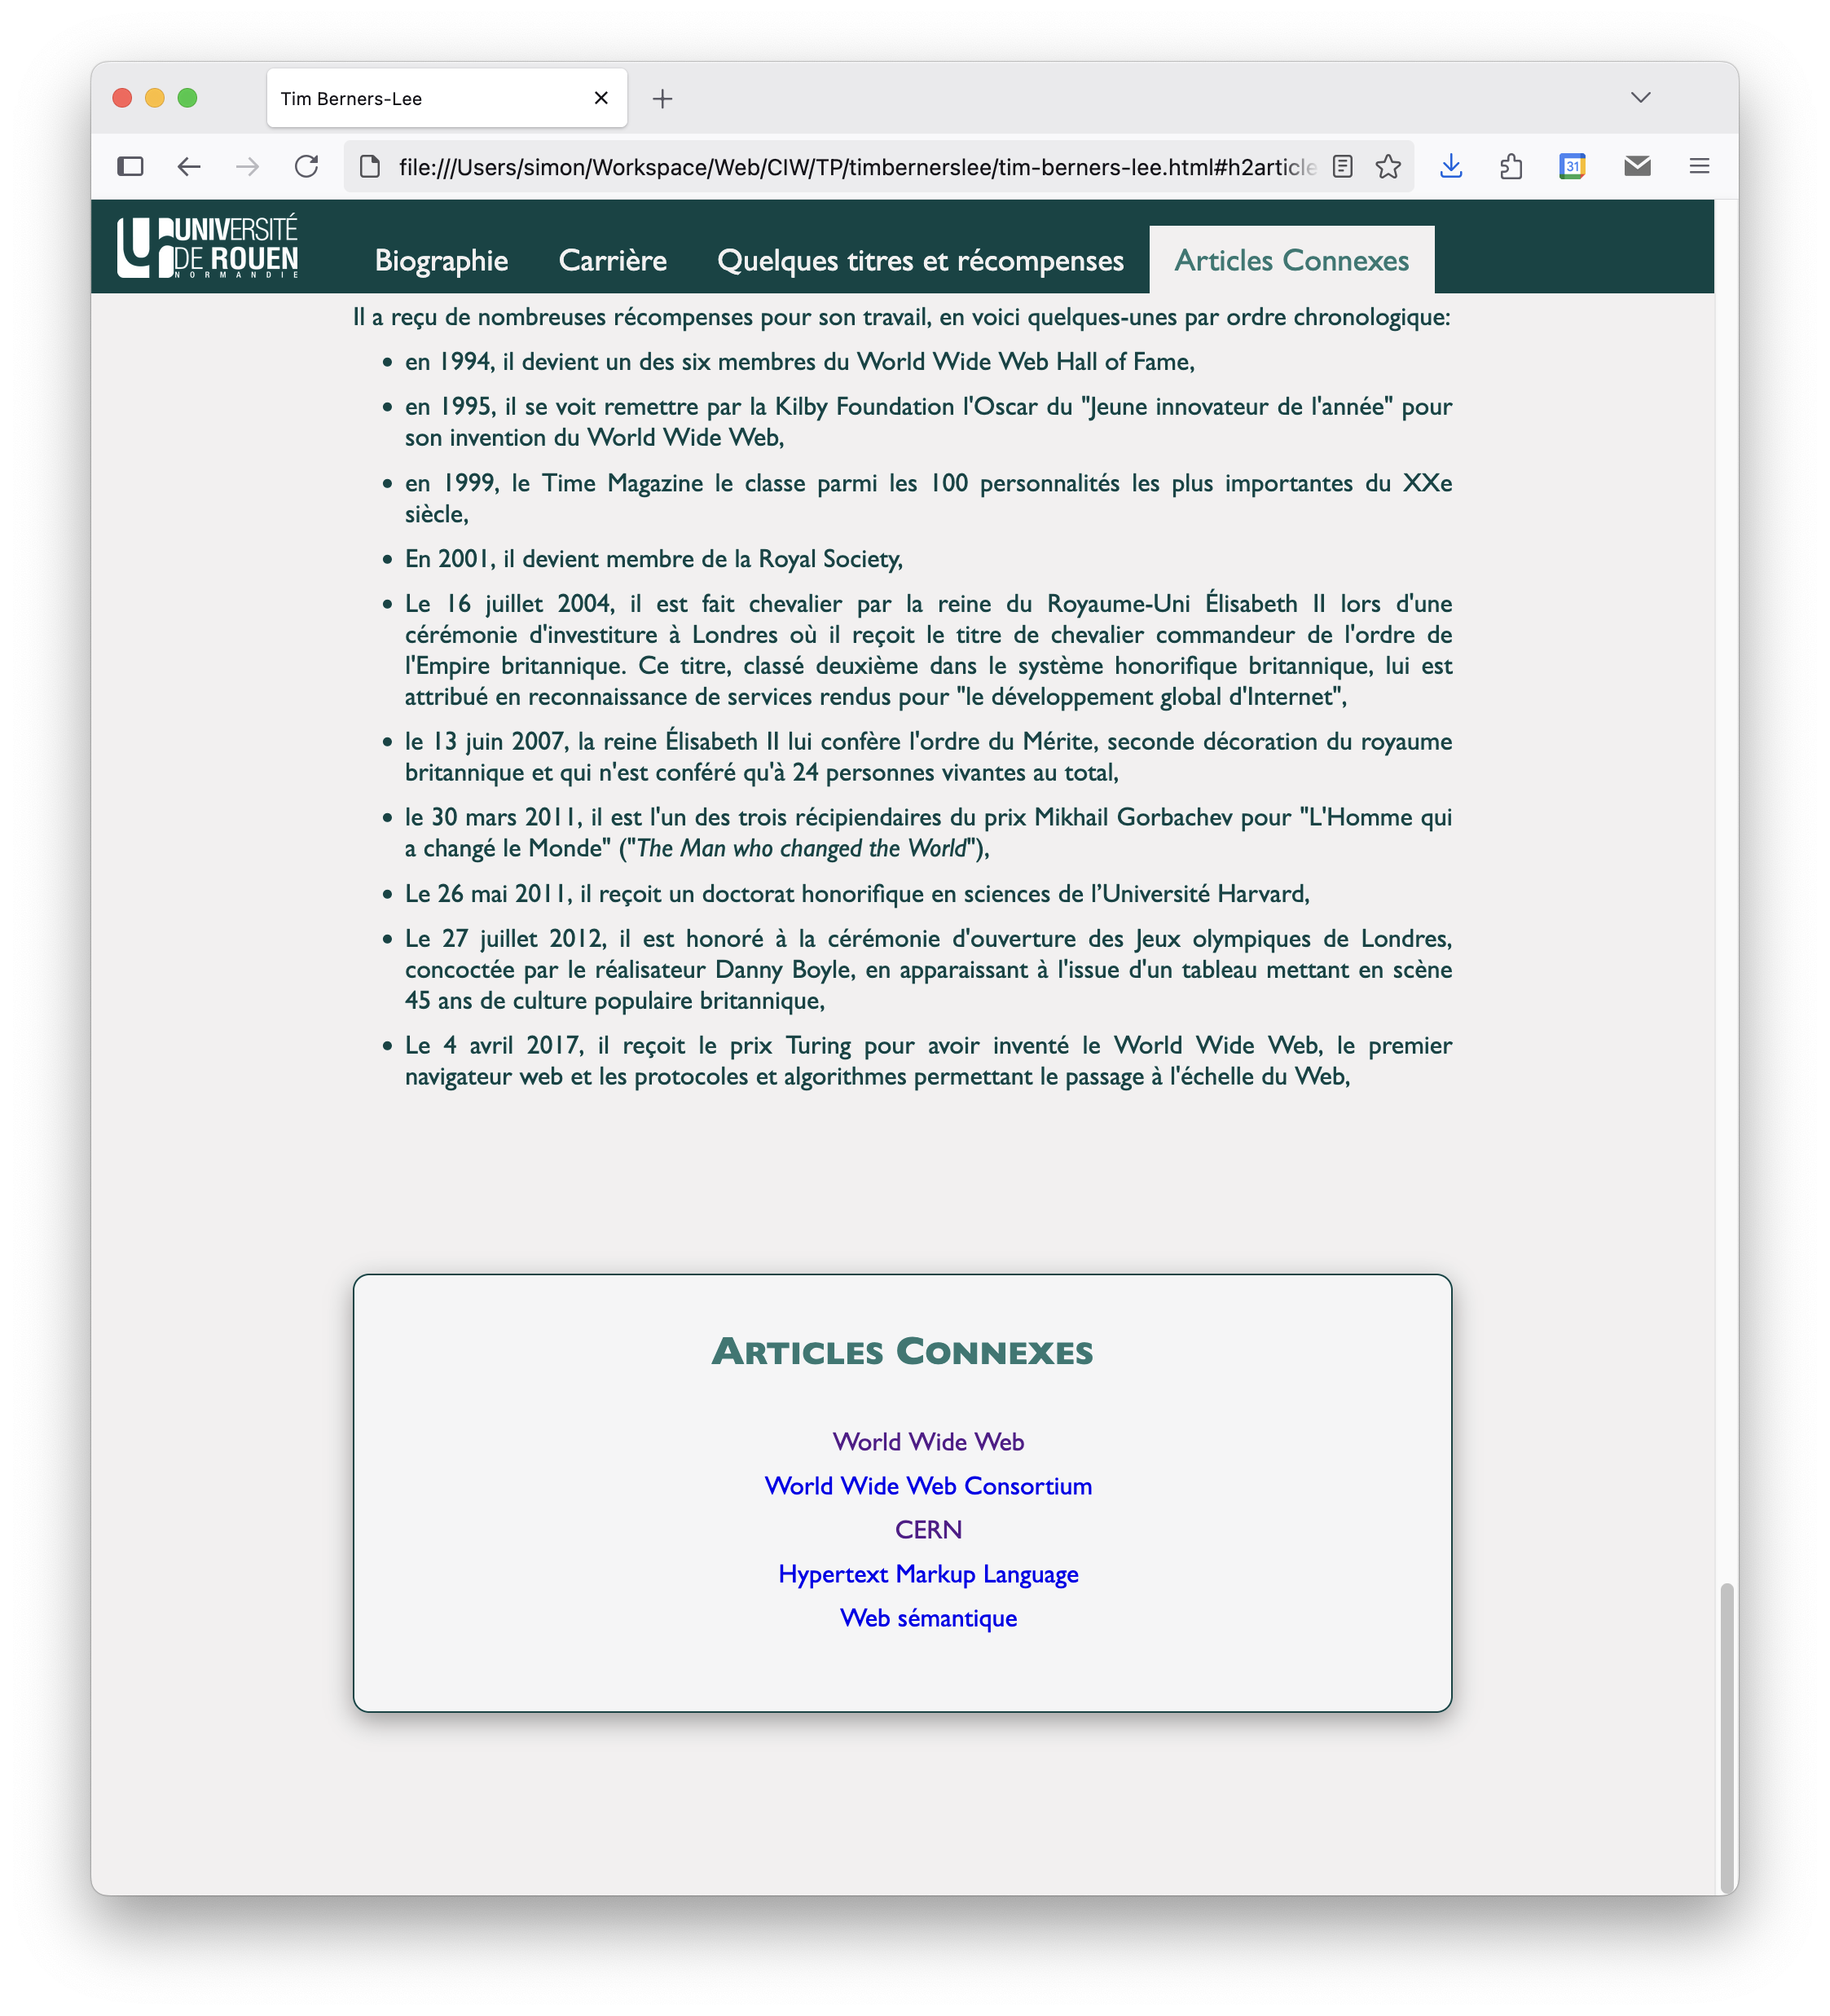 Tim Berners-Lee
file:///Users/simon/Workspace/Web/CIW/TP/timbernerslee/tim-berners-lee.html#h2article
31
UNIVERSITÉ
DE ROUEN
NORMANDIE
Biographie Carrière Quelques titres et récompenses Articles Connexes
Il a reçu de nombreuses récompenses pour son travail, en voici quelques-unes par ordre chronologique:
• en 1994, il devient un des six membres du World Wide Web Hall of Fame,
• en 1995, il se voit remettre par la Kilby Foundation l'Oscar du "Jeune innovateur de l'année" pour
son invention du World Wide Web,
• en 1999, le Time Magazine le classe parmi les 100 personnalités les plus importantes du XXe
siècle,
• En 2001, il devient membre de la Royal Society,
• Le 16 juillet 2004, il est fait chevalier par la reine du Royaume-Uni Élisabeth II lors d'une
cérémonie d'investiture à Londres où il reçoit le titre de chevalier commandeur de l'ordre de
l'Empire britannique. Ce titre, classé deuxième dans le système honorifique britannique, lui est
attribué en reconnaissance de services rendus pour "le développement global d'Internet",
• le 13 juin 2007, la reine Élisabeth II lui confère l'ordre du Mérite, seconde décoration du royaume
britannique et qui n'est conféré qu'à 24 personnes vivantes au total,
• le 30 mars 2011, il est l'un des trois récipiendaires du prix Mikhail Gorbachev pour "L'Homme qui
a changé le Monde" ("The Man who changed the World"),
• Le 26 mai 2011, il reçoit un doctorat honorifique en sciences de l’Université Harvard,
• Le 27 juillet 2012, il est honoré à la cérémonie d'ouverture des Jeux olympiques de Londres,
concoctée par le réalisateur Danny Boyle, en apparaissant à l'issue d'un tableau mettant en scène
45 ans de culture populaire britannique,
• Le 4 avril 2017, il reçoit le prix Turing pour avoir inventé le World Wide Web, le premier
navigateur web et les protocoles et algorithmes permettant le passage à l'échelle du Web,
Articles Connexes
World Wide Web
World Wide Web Consortium
CERN
Hypertext Markup Language
Web sémantique